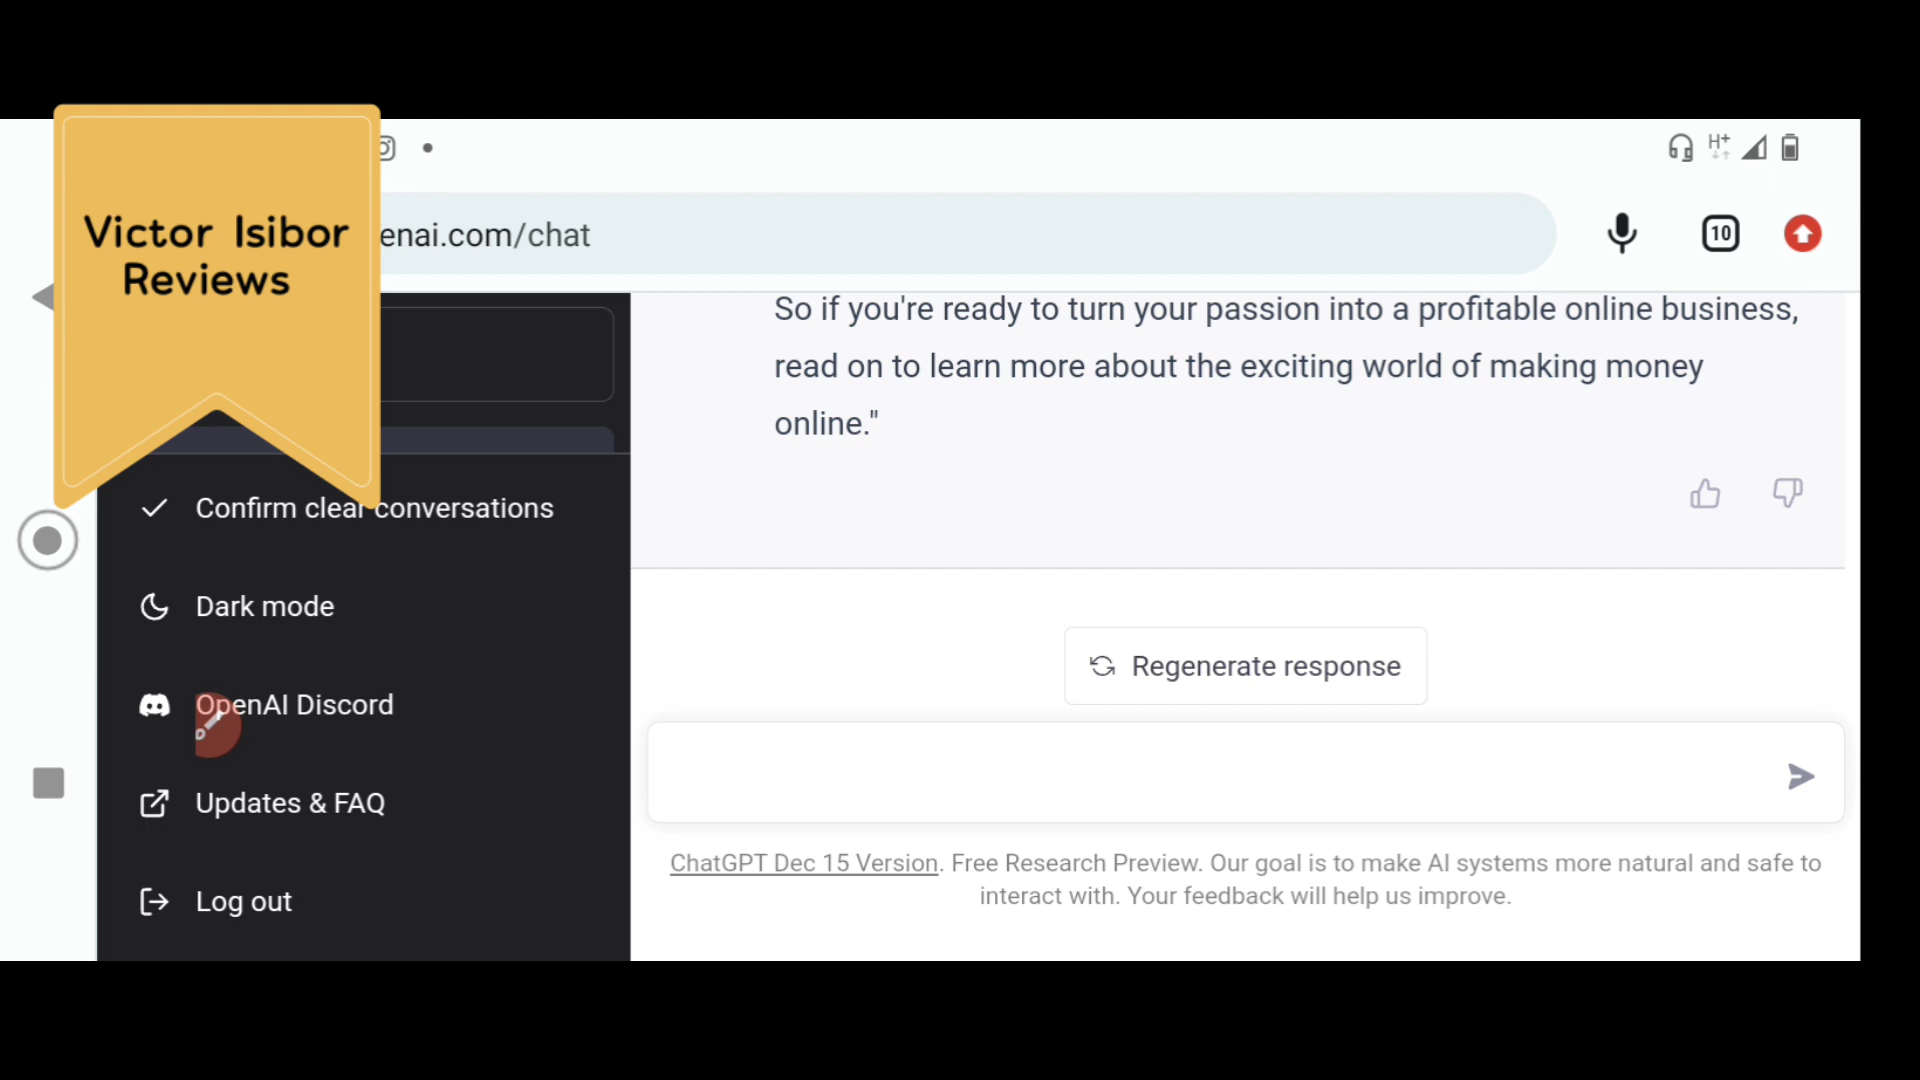 Victor Isibor
Reviews
H+
enai.com/chat
10
So if you're ready to turn your passion into a profitable online business,
read on to learn more about the exciting world of making money
online."
Confirm clear conversations
Dark mode
OpenAI Discord
Updates & FAQ
Log out
Regenerate response
ChatGPT Dec 15 Version. Free Research Preview. Our goal is to make AI systems more natural and safe to
interact with. Your feedback will help us improve.